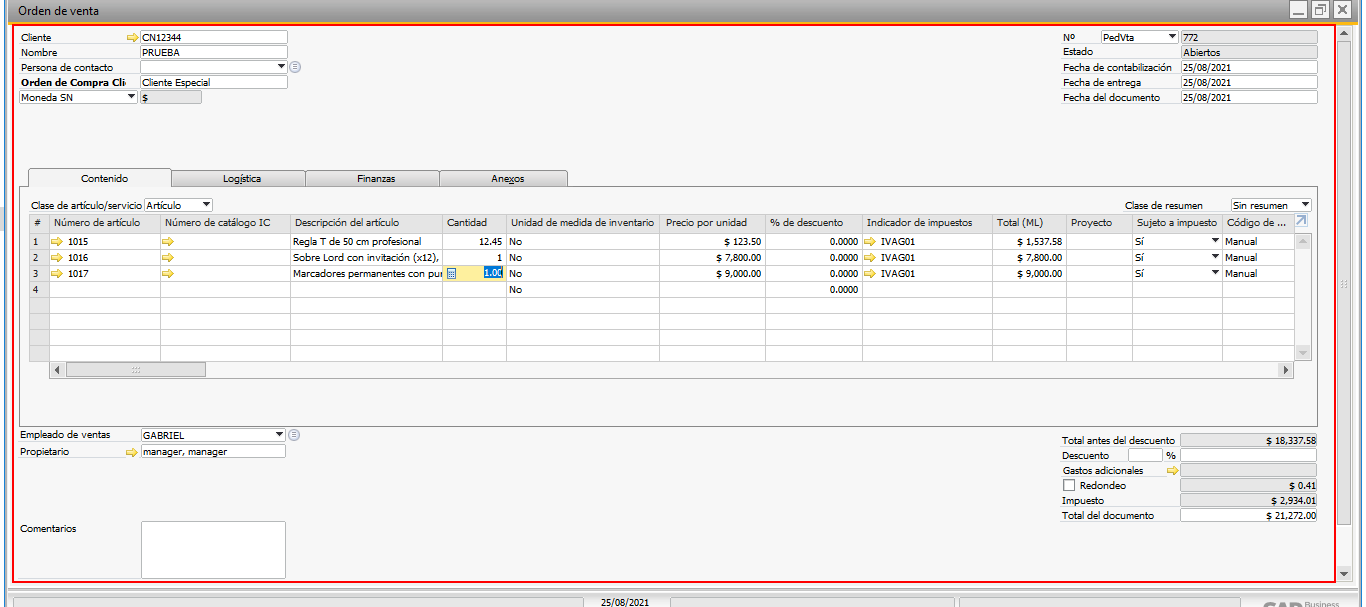 Orden de venta
Cliente CN12344 Nº PedVta 772
Nombre PRUEBA Estado Abiertos
Persona de contacto Fecha de contabilización 25/08/2021
Orden de Compra Cli Cliente Especial Fecha de entrega 25/08/2021
Moneda SN $ Fecha del documento 25/08/2021
Contenido Logística Finanzas Anexos
Clase de artículo/servicio Artículo Clase de resumen Sin resumen
# Número de artículo Número de catálogo IC Descripción del artículo Cantidad Unidad de medida de inventario Precio por unidad % de descuento Indicador de impuestos Total (ML) Proyecto Sujeto a impuesto Código de ...
1 1015 Regla T de 50 cm profesional 12.45 No $ 123.50 0.0000 IVAG01 $ 1,537.58 Sí Manual
2 1016 Sobre Lord con invitación (x12), 1 No $ 7,800.00 0.0000 IVAG01 $ 7,800.00 Sí Manual
3 1017 Marcadores permanentes con pun 1.00 No $ 9,000.00 0.0000 IVAG01 $ 9,000.00 Sí Manual
4 No 0.0000
Empleado de ventas GABRIEL Total antes del descuento $ 18,337.58
Propietario manager, manager Descuento %
Gastos adicionales
Redondeo $ 0.41
Impuesto $ 2,934.01
Total del documento $ 21,272.00
Comentarios
25/08/2021
Business